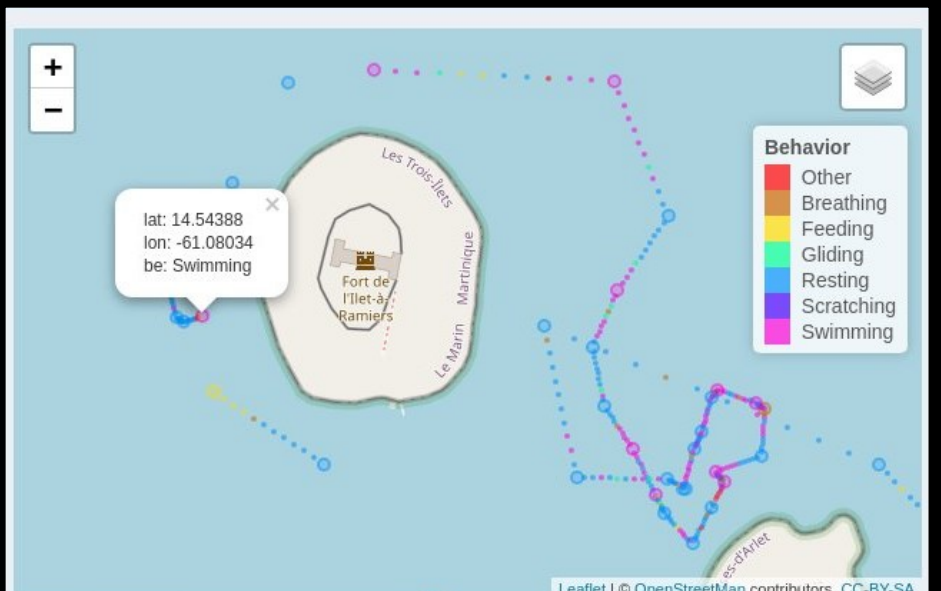 +
−
Les Trois-Îlets
Behavior
Other
Breathing
Feeding
Gliding
Resting
Scratching
Swimming
×
lat: 14.54388
lon: -61.08034
be: Swimming
Martinique
Fort de
l'Ilet-à-
Ramiers
Le Marin
es-d'Arlet
Leaflet | © OpenStreetMap contributors, CC-BY-SA